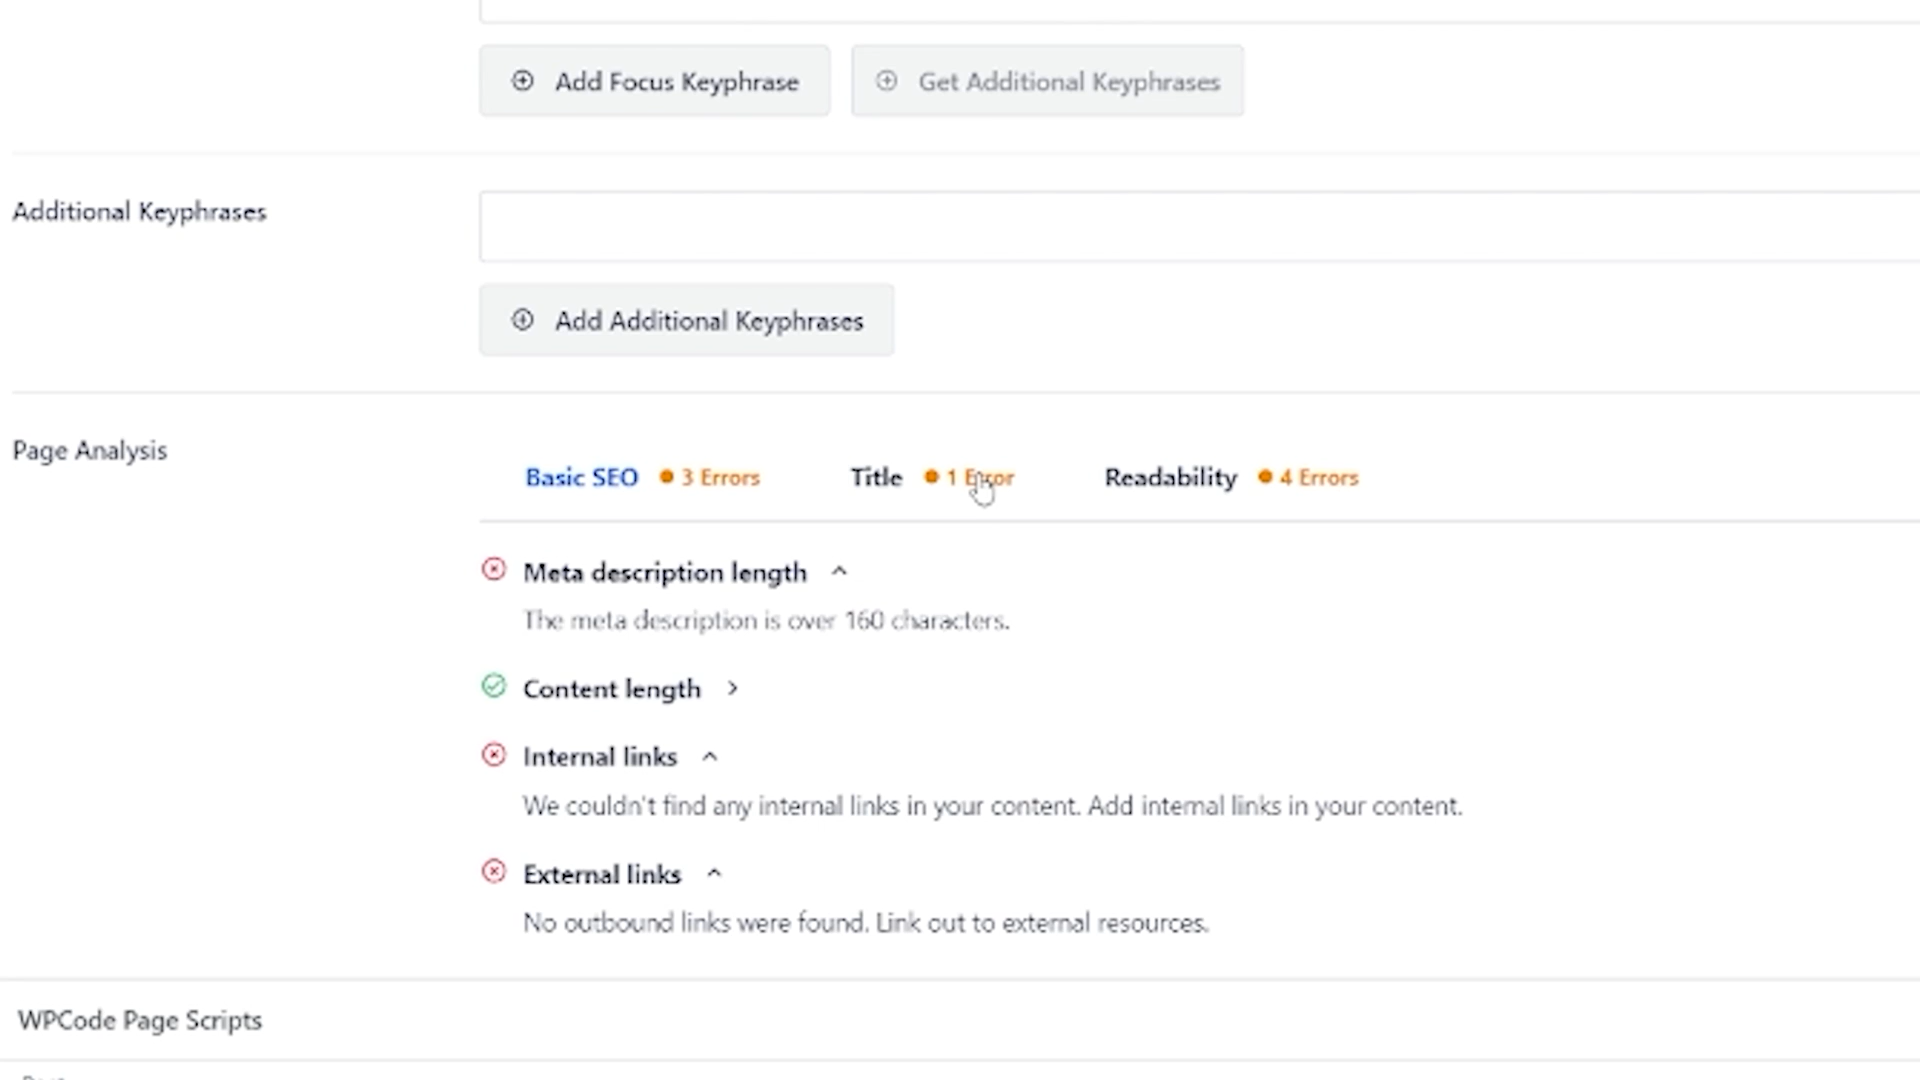 Add Focus Keyphrase
Get Additional Keyphrases
Additional Keyphrases
Add Additional Keyphrases
Page Analysis
Basic SEO 3 Errors Title 1 Error Readability 4 Errors
Meta description length
The meta description is over 160 characters.
Content length
Internal links
We couldn't find any internal links in your content. Add internal links in your content.
External links
No outbound links were found. Link out to external resources.
WPCode Page Scripts